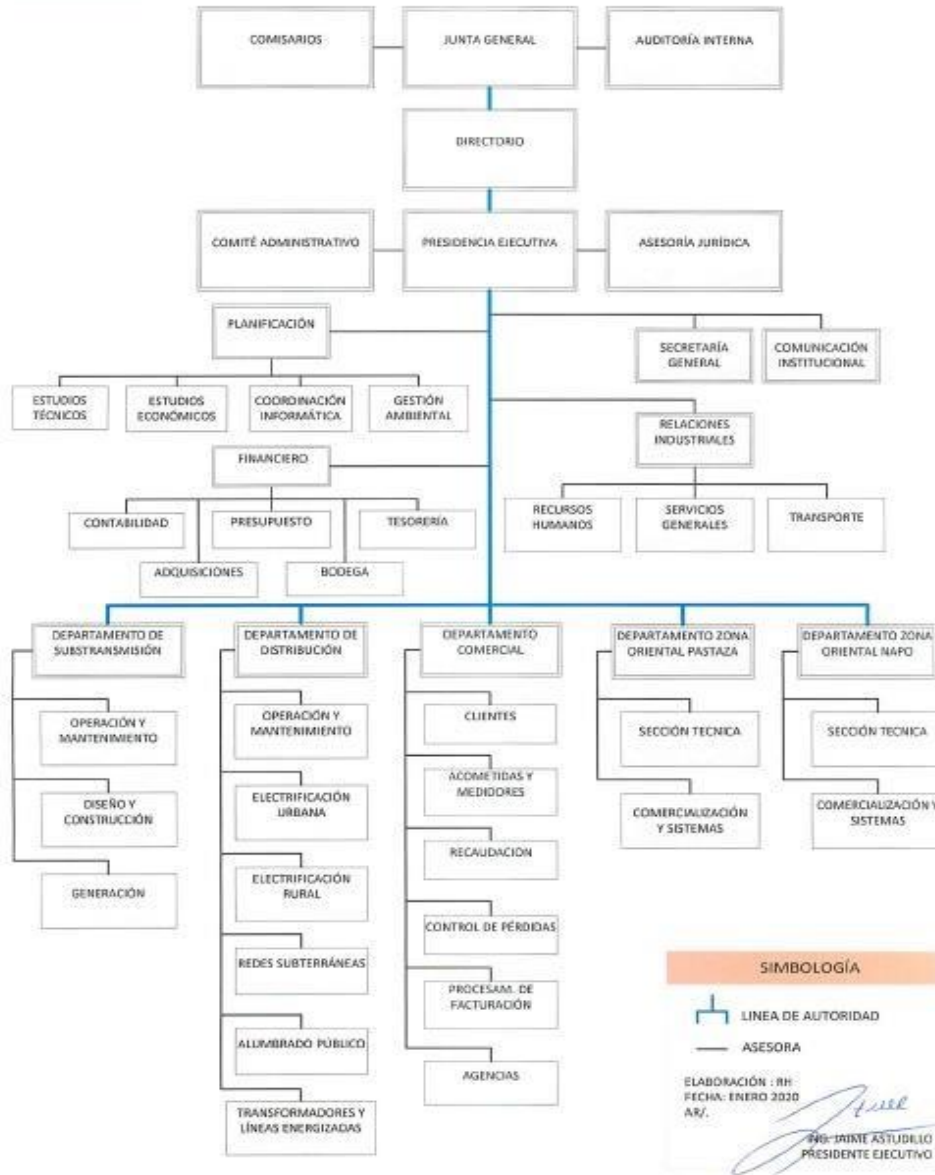 COMISARIOS
JUNTA GENERAL
AUDITORÍA INTERNA
DIRECTORIO
COMITÉ ADMINISTRATIVO
PRESIDENCIA EJECUTIVA
ASESORÍA JURÍDICA
PLANIFICACIÓN
SECRETARÍA
GENERAL
COMUNICACIÓN
INSTITUCIONAL
ESTUDIOS
TÉCNICOS
ESTUDIOS
ECONÓMICOS
COORDINACIÓN
INFORMÁTICA
GESTIÓN
AMBIENTAL
RELACIONES
INDUSTRIALES
FINANCIERO
CONTABILIDAD
PRESUPUESTO
TESORERÍA
ADQUISICIONES
BODEGA
RECURSOS
HUMANOS
SERVICIOS
GENERALES
TRANSPORTE
DEPARTAMENTO DE
SUBSTRANSMISIÓN
OPERACIÓN Y
MANTENIMIENTO
DISEÑO Y
CONSTRUCCIÓN
GENERACIÓN
DEPARTAMENTO DE
DISTRIBUCIÓN
OPERACIÓN Y
MANTENIMIENTO
ELECTRIFICACIÓN
URBANA
ELECTRIFICACIÓN
RURAL
REDES SUBTERRÁNEAS
ALUMBRADO PÚBLICO
TRANSFORMADORES Y
LÍNEAS ENERGIZADAS
DEPARTAMENTO
COMERCIAL
CLIENTES
ACOMETIDAS Y
MEDIDORES
RECAUDACION
CONTROL DE PÉRDIDAS
PROCESAM. DE
FACTURACIÓN
AGENCIAS
DEPARTAMENTO ZONA
ORIENTAL PASTAZA
SECCIÓN TECNICA
COMERCIALIZACIÓN
Y SISTEMAS
DEPARTAMENTO ZONA
ORIENTAL NAPO
SECCIÓN TECNICA
COMERCIALIZACIÓN Y
SISTEMAS
SIMBOLOGÍA
LINEA DE AUTORIDAD
ASESORA
ELABORACIÓN : RH
FECHA: ENERO 2020
AR/.
ING. JAIME ASTUDILLO
PRESIDENTE EJECUTIVO